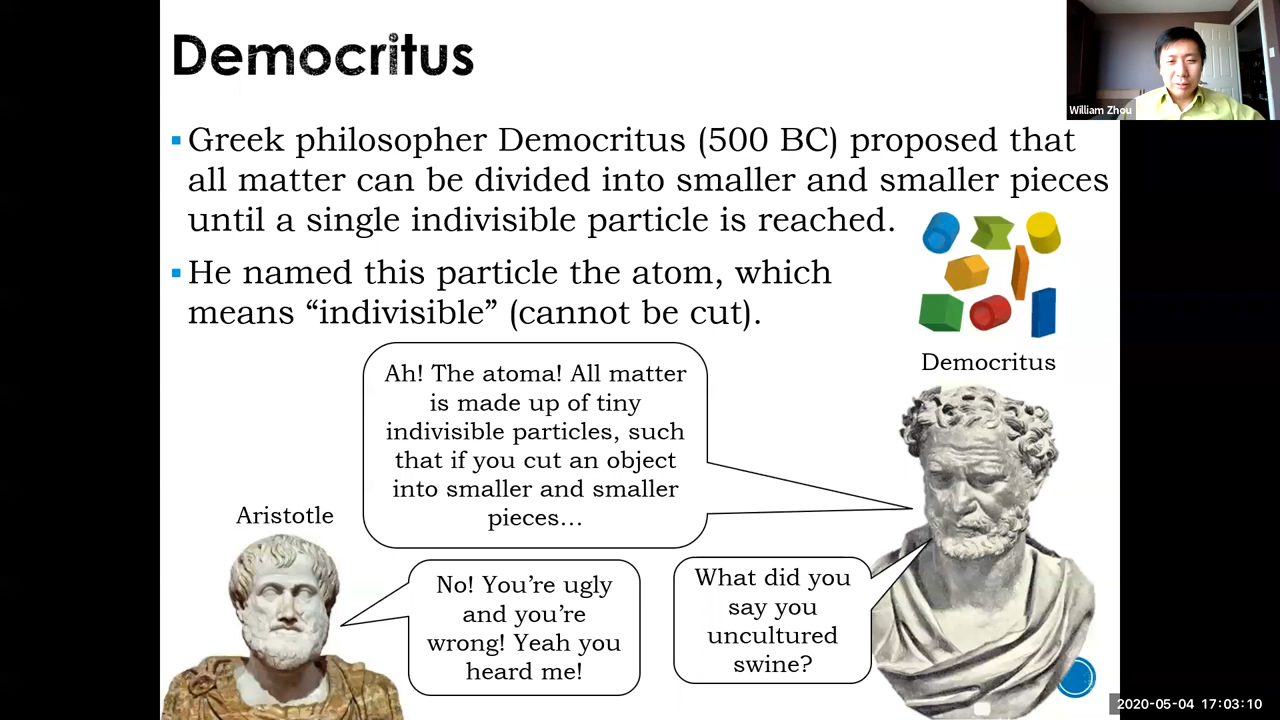 Democritus
William Zhou
▪ Greek philosopher Democritus (500 BC) proposed that
all matter can be divided into smaller and smaller pieces
until a single indivisible particle is reached.
▪ He named this particle the atom, which
means “indivisible” (cannot be cut).
Democritus
Ah! The atoma! All matter
is made up of tiny
indivisible particles, such
that if you cut an object
into smaller and smaller
pieces…
Aristotle
No! You’re ugly
and you’re
wrong! Yeah you
heard me!
What did you
say you
uncultured
swine?
2020-05-04 17:03:10